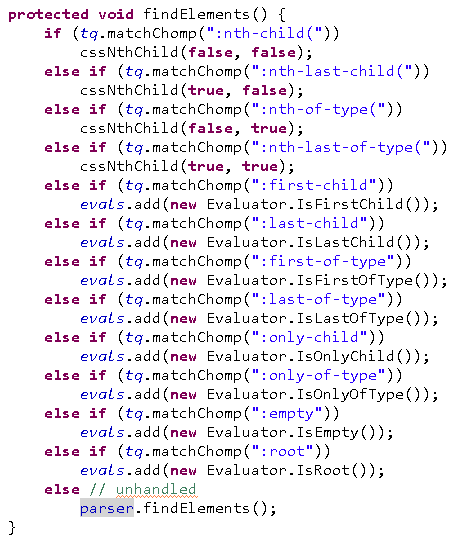 protected void findElements() {
    if (tq.matchChomp(":nth-child("))
        cssNthChild(false, false);
    else if (tq.matchChomp(":nth-last-child("))
        cssNthChild(true, false);
    else if (tq.matchChomp(":nth-of-type("))
        cssNthChild(false, true);
    else if (tq.matchChomp(":nth-last-of-type("))
        cssNthChild(true, true);
    else if (tq.matchChomp(":first-child"))
        evals.add(new Evaluator.IsFirstChild());
    else if (tq.matchChomp(":last-child"))
        evals.add(new Evaluator.IsLastChild());
    else if (tq.matchChomp(":first-of-type"))
        evals.add(new Evaluator.IsFirstOfType());
    else if (tq.matchChomp(":last-of-type"))
        evals.add(new Evaluator.IsLastOfType());
    else if (tq.matchChomp(":only-child"))
        evals.add(new Evaluator.IsOnlyChild());
    else if (tq.matchChomp(":only-of-type"))
        evals.add(new Evaluator.IsOnlyOfType());
    else if (tq.matchChomp(":empty"))
        evals.add(new Evaluator.IsEmpty());
    else if (tq.matchChomp(":root"))
        evals.add(new Evaluator.IsRoot());
    else // unhandled
        parser.findElements();
}